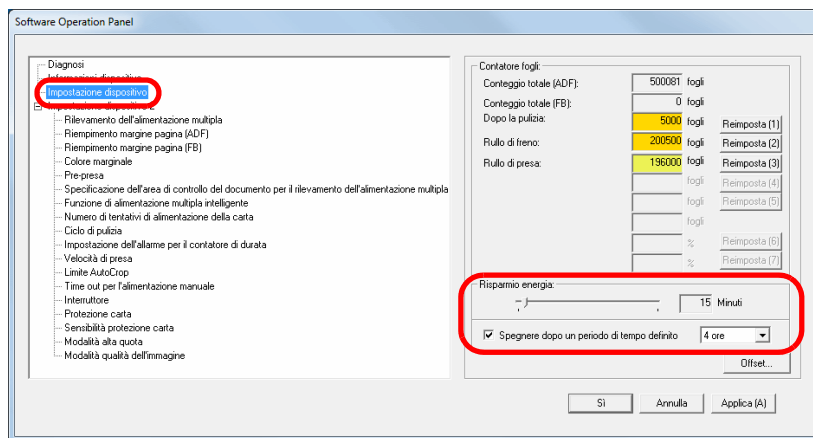 Software Operation Panel
Diagnosi
Informazioni dispositivo
Impostazione dispositivo
Impostazione dispositivo 2
Rilevamento dell'alimentazione multipla
Riempimento margine pagina (ADF)
Riempimento margine pagina (FB)
Colore marginale
Pre-presa
Specificazione dell'area di controllo del documento per il rilevamento dell'alimentazione multipla
Funzione di alimentazione multipla intelligente
Numero di tentativi di alimentazione della carta
Ciclo di pulizia
Impostazione dell'allarme per il contatore di durata
Velocità di presa
Limite AutoCrop
Time out per l'alimentazione manuale
Interruttore
Protezione carta
Sensibilità protezione carta
Modalità alta quota
Modalità qualità dell'immagine
Contatore fogli:
Conteggio totale (ADF): 500081 fogli
Conteggio totale (FB): 0 fogli
Dopo la pulizia: 5000 fogli Reimposta (1)
Rullo di freno: 200500 fogli Reimposta (2)
Rullo di presa: 196000 fogli Reimposta (3)
fogli Reimposta (4)
fogli Reimposta (5)
fogli
% Reimposta (6)
% Reimposta (7)
Risparmio energia:
15 Minuti
Spegnere dopo un periodo di tempo definito 4 ore
Offset...
Sì Annulla Applica (A)